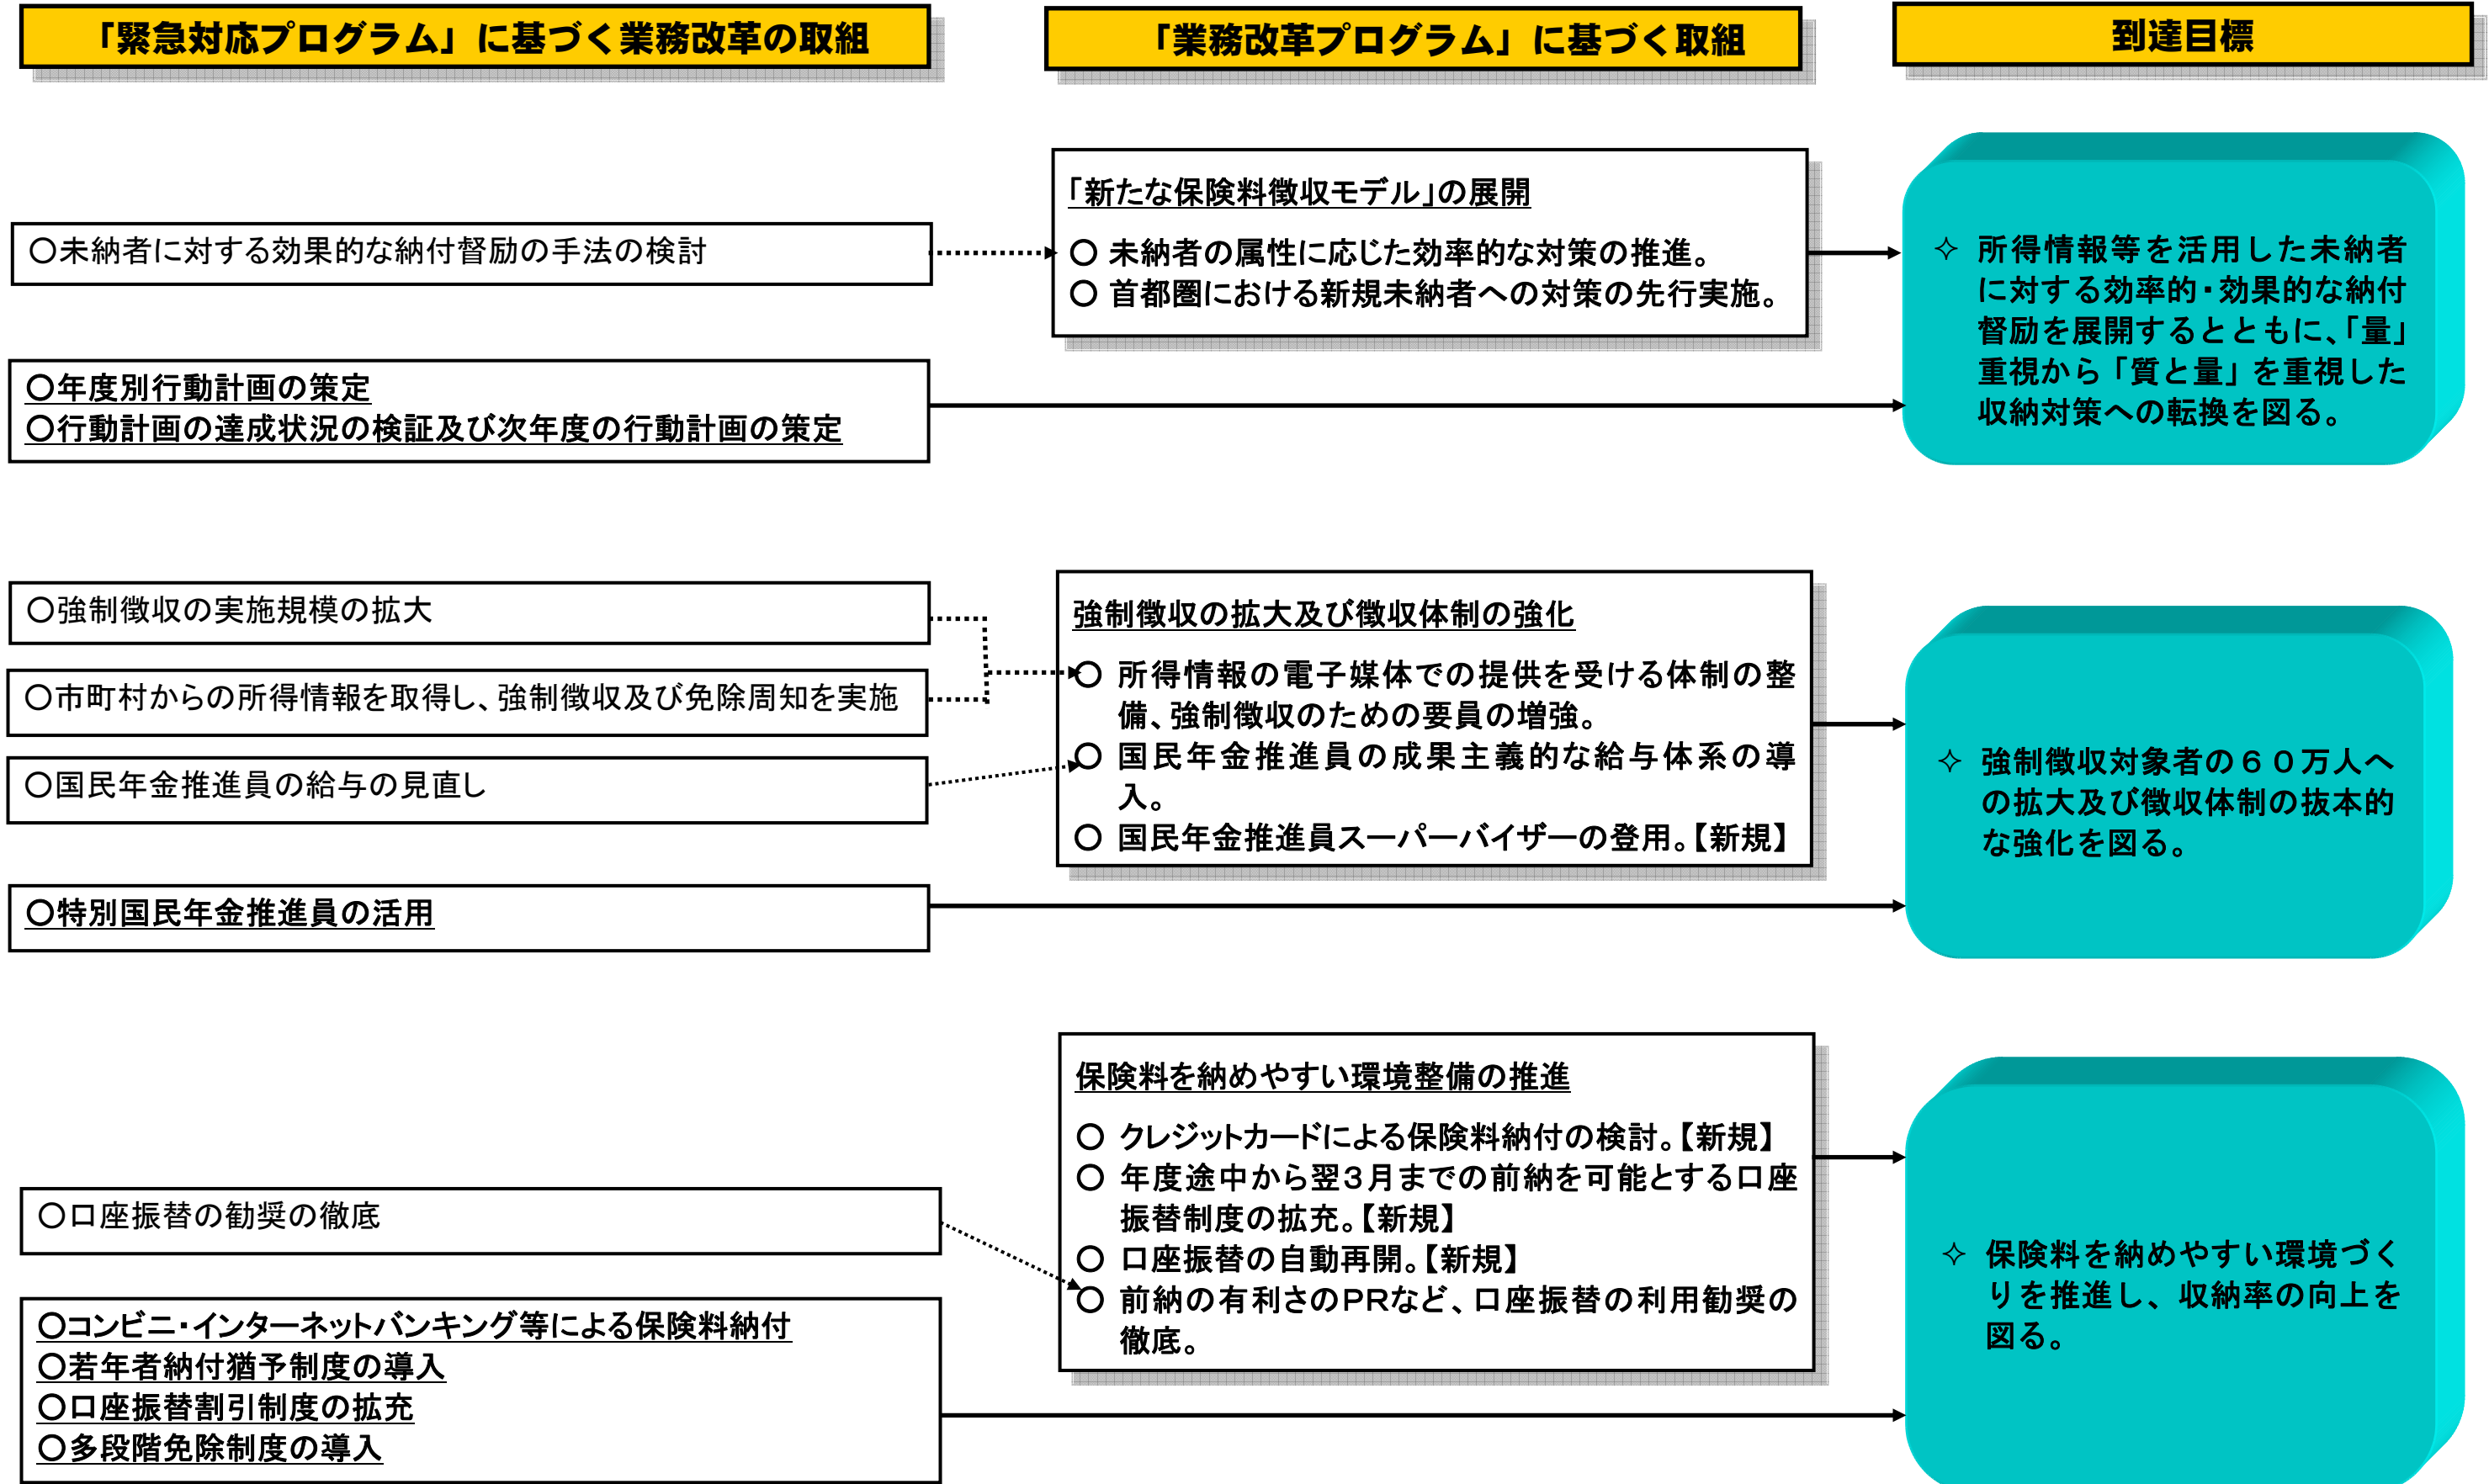 「緊急対応プログラム」に基づく業務改革の取組
「業務改革プログラム」に基づく取組
到達目標
○未納者に対する効果的な納付督励の手法の検討
○年度別行動計画の策定
○行動計画の達成状況の検証及び次年度の行動計画の策定
「新たな保険料徴収モデル」の展開
○ 未納者の属性に応じた効率的な対策の推進。
○ 首都圏における新規未納者への対策の先行実施。
✧ 所得情報等を活用した未納者
に対する効率的・効果的な納付
督励を展開するとともに、「量」
重視から「質と量」を重視した
収納対策への転換を図る。
○強制徴収の実施規模の拡大
○市町村からの所得情報を取得し、強制徴収及び免除周知を実施
○国民年金推進員の給与の見直し
○特別国民年金推進員の活用
強制徴収の拡大及び徴収体制の強化
○ 所得情報の電子媒体での提供を受ける体制の整
備、強制徴収のための要員の増強。
○ 国民年金推進員の成果主義的な給与体系の導
入。
○ 国民年金推進員スーパーバイザーの登用。【新規】
✧ 強制徴収対象者の６０万人へ
の拡大及び徴収体制の抜本的
な強化を図る。
○口座振替の勧奨の徹底
○コンビニ・インターネットバンキング等による保険料納付
○若年者納付猶予制度の導入
○口座振替割引制度の拡充
○多段階免除制度の導入
保険料を納めやすい環境整備の推進
○ クレジットカードによる保険料納付の検討。【新規】
○ 年度途中から翌３月までの前納を可能とする口座
振替制度の拡充。【新規】
○ 口座振替の自動再開。【新規】
○ 前納の有利さのＰＲなど、口座振替の利用勧奨の
徹底。
✧ 保険料を納めやすい環境づく
りを推進し、収納率の向上を
図る。